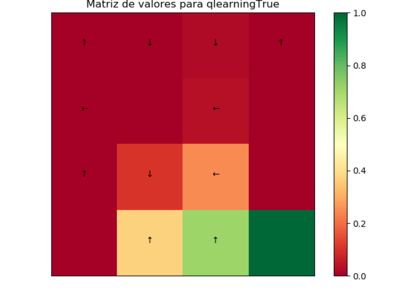 Matriz de valores para qlearningTrue
↑ ↓ ↓ ↑
← ←
↑ ↓ ←
↑ ↑
1.0
0.8
0.6
0.4
0.2
0.0